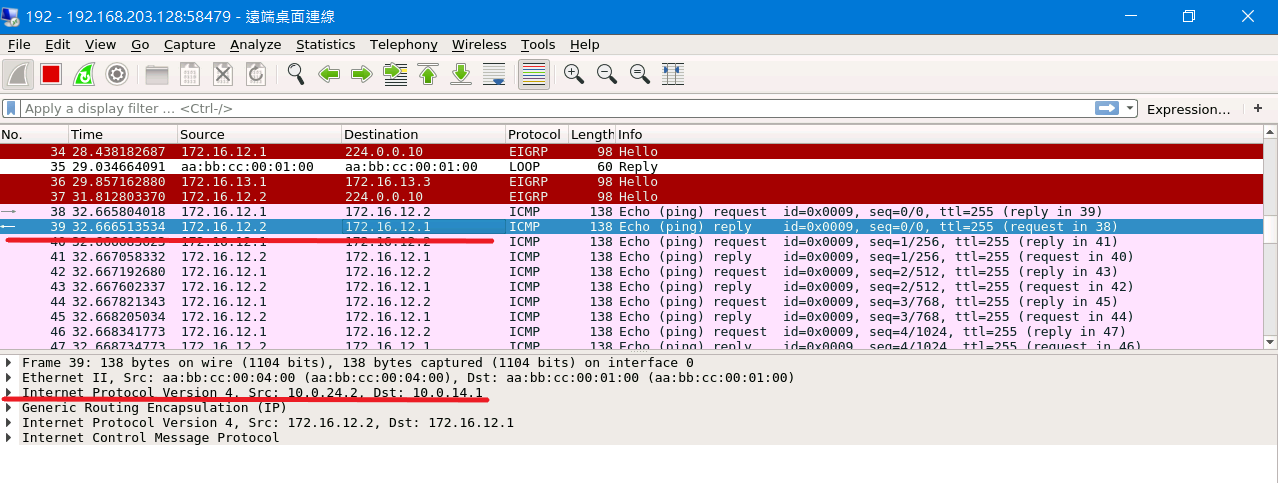 192 - 192.168.203.128:58479 - 遠端桌面連線
File Edit View Go Capture Analyze Statistics Telephony Wireless Tools Help
Apply a display filter ... <Ctrl-/> Expression... +
No. Time Source Destination Protocol Length Info
34 28.438182687 172.16.12.1 224.0.0.10 EIGRP 98 Hello
35 29.034664091 aa:bb:cc:00:01:00 aa:bb:cc:00:01:00 LOOP 60 Reply
36 29.857162880 172.16.13.1 172.16.13.3 EIGRP 98 Hello
37 31.812803370 172.16.12.2 224.0.0.10 EIGRP 98 Hello
38 32.665804018 172.16.12.1 172.16.12.2 ICMP 138 Echo (ping) request id=0x0009, seq=0/0, ttl=255 (reply in 39)
39 32.666513534 172.16.12.2 172.16.12.1 ICMP 138 Echo (ping) reply id=0x0009, seq=0/0, ttl=255 (request in 38)
40 172.16.12.1 172.16.12.2 ICMP 138 Echo (ping) request id=0x0009, seq=1/256, ttl=255 (reply in 41)
41 32.667058332 172.16.12.2 172.16.12.1 ICMP 138 Echo (ping) reply id=0x0009, seq=1/256, ttl=255 (request in 40)
42 32.667192680 172.16.12.1 172.16.12.2 ICMP 138 Echo (ping) request id=0x0009, seq=2/512, ttl=255 (reply in 43)
43 32.667602337 172.16.12.2 172.16.12.1 ICMP 138 Echo (ping) reply id=0x0009, seq=2/512, ttl=255 (request in 42)
44 32.667821343 172.16.12.1 172.16.12.2 ICMP 138 Echo (ping) request id=0x0009, seq=3/768, ttl=255 (reply in 45)
45 32.668205034 172.16.12.2 172.16.12.1 ICMP 138 Echo (ping) reply id=0x0009, seq=3/768, ttl=255 (request in 44)
46 32.668341773 172.16.12.1 172.16.12.2 ICMP 138 Echo (ping) request id=0x0009, seq=4/1024, ttl=255 (reply in 47)
47 32.668734773 172.16.12.2 172.16.12.1 ICMP 138 Echo (ping) reply id=0x0009, seq=4/1024, ttl=255 (request in 46)
Frame 39: 138 bytes on wire (1104 bits), 138 bytes captured (1104 bits) on interface 0
Ethernet II, Src: aa:bb:cc:00:04:00 (aa:bb:cc:00:04:00), Dst: aa:bb:cc:00:01:00 (aa:bb:cc:00:01:00)
Internet Protocol Version 4, Src: 10.0.24.2, Dst: 10.0.14.1
Generic Routing Encapsulation (IP)
Internet Protocol Version 4, Src: 172.16.12.2, Dst: 172.16.12.1
Internet Control Message Protocol